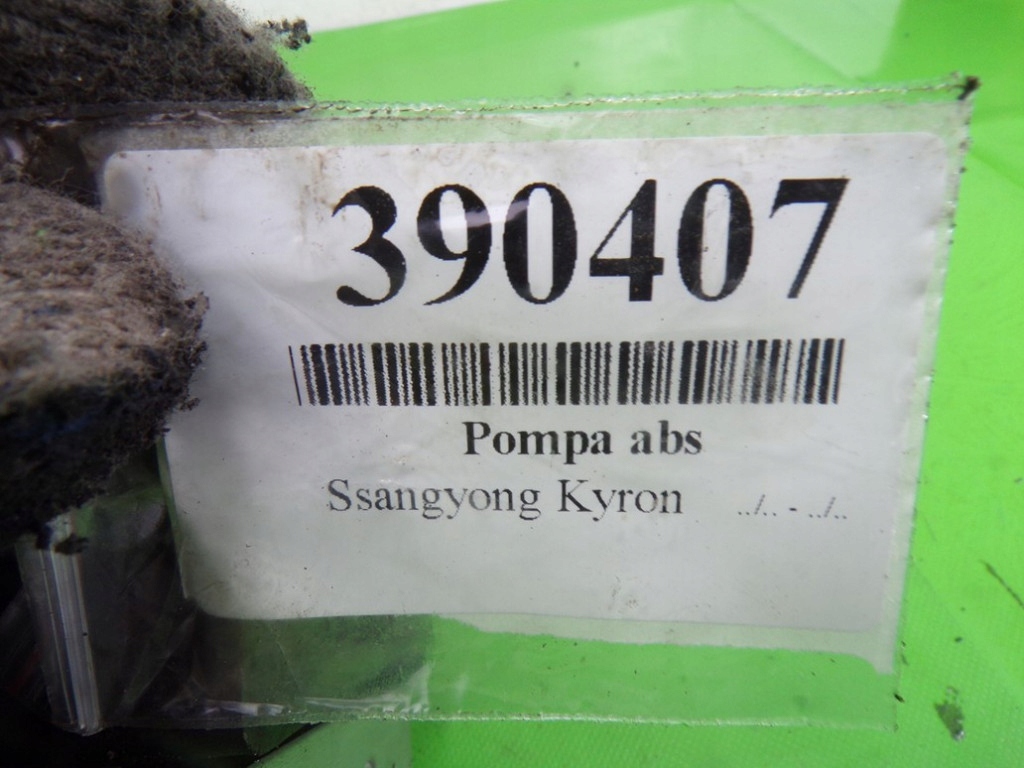 390407
Pompa abs
Ssangyong Kyron ../.. - ../..